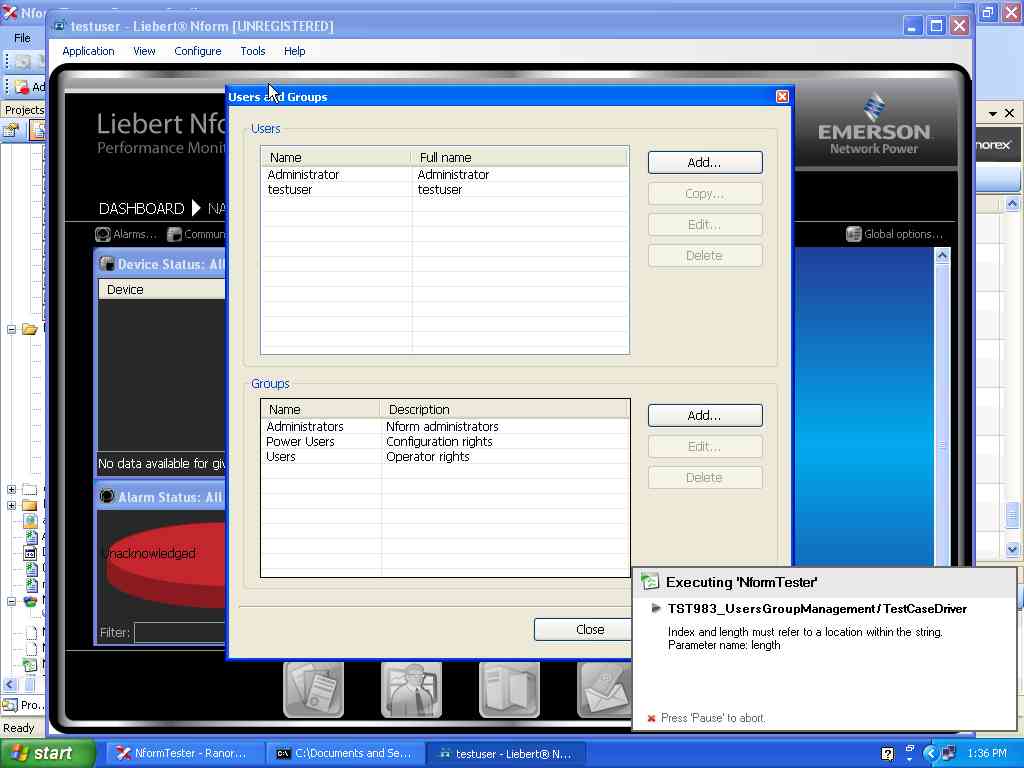 Nfo
testuser - Liebert® Nform [UNREGISTERED]
File
Application View Configure Tools Help
Ad
Projects
Users and Groups
Liebert Nfo
Performance Monit
EMERSON
Network Power
norex
DASHBOARD NA
Alarms... Commun
Global options...
Device Status: All
Device
No data available for giv
Alarm Status: All
Unacknowledged
Filter:
Users
Name Full name
Administrator Administrator
testuser testuser
Add...
Copy...
Edit...
Delete
Groups
Name Description
Administrators Nform administrators
Power Users Configuration rights
Users Operator rights
Add...
Edit...
Delete
Close
Executing 'NformTester'
TST983_UsersGroupManagement / TestCaseDriver
Index and length must refer to a location within the string.
Parameter name: length
Press 'Pause' to abort.
Pro...
Ready
start
NformTester - Ranor...
C:\Documents and Se...
testuser - Liebert® N...
1:36 PM